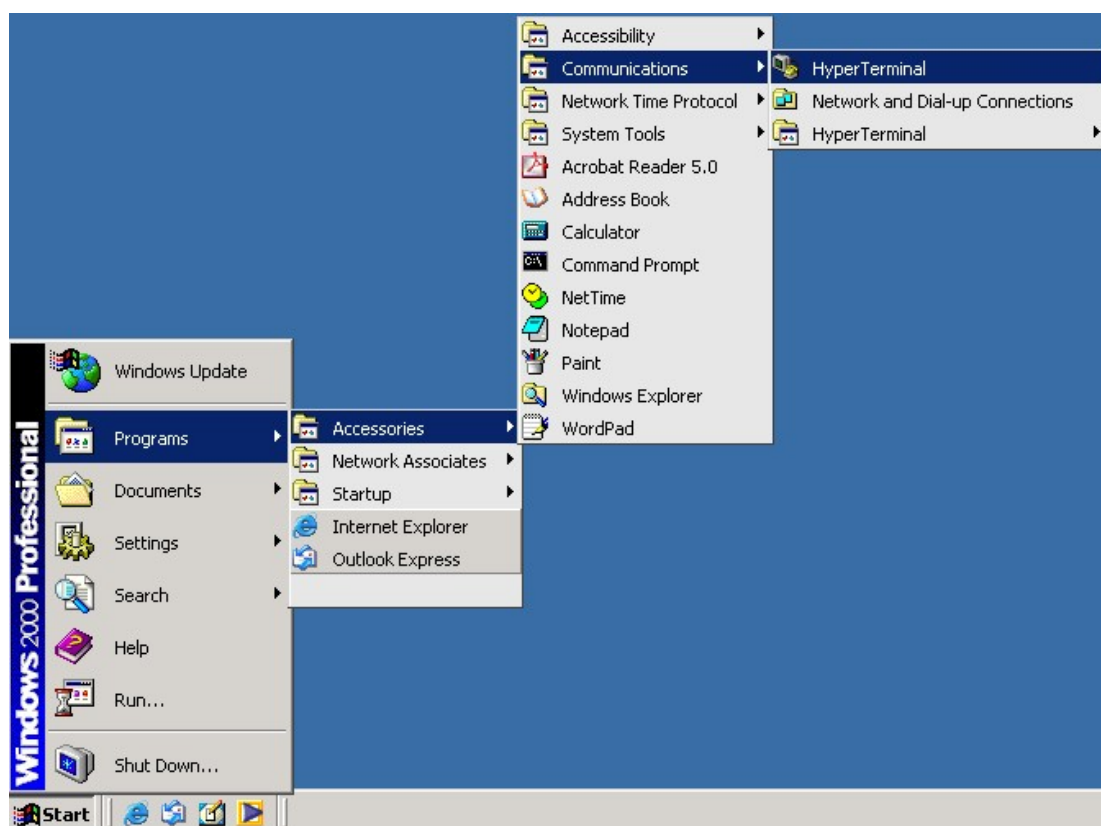 Accessibility
Communications
Network Time Protocol
System Tools
Acrobat Reader 5.0
Address Book
Calculator
Command Prompt
NetTime
Notepad
Paint
Windows Explorer
WordPad
HyperTerminal
Network and Dial-up Connections
HyperTerminal
Windows Update
Programs
Documents
Settings
Search
Help
Run...
Shut Down...
Accessories
Network Associates
Startup
Internet Explorer
Outlook Express
Windows 2000 Professional
Start